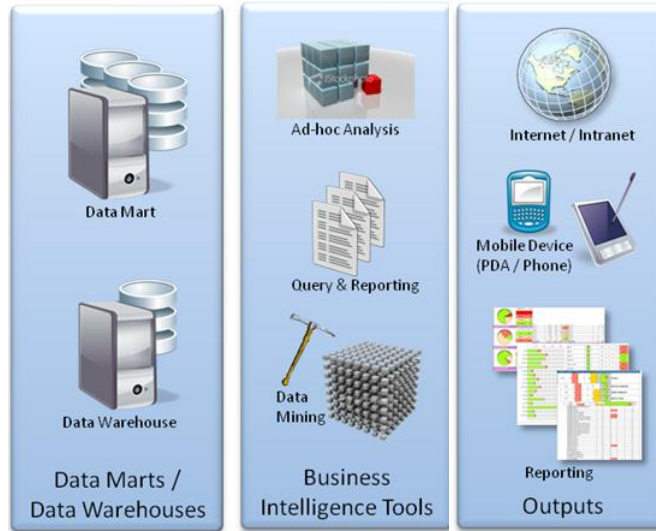 Data Mart
Data Warehouse
Data Marts /
Data Warehouses
iStockphoto
Ad-hoc Analysis
Query & Reporting
Data
Mining
Business
Intelligence Tools
Internet / Intranet
Mobile Device
(PDA / Phone)
Reporting
Outputs